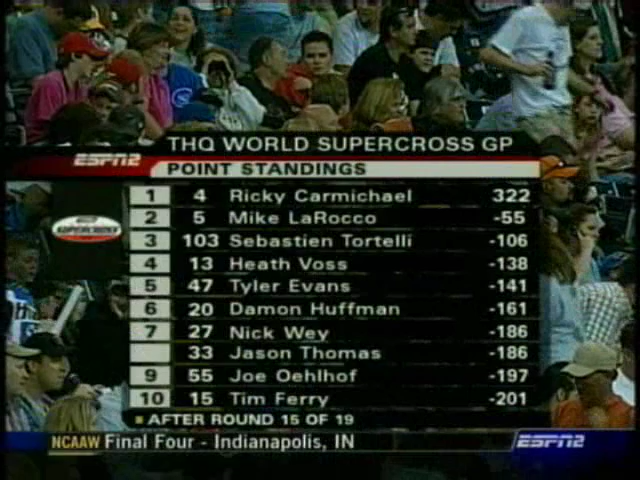 THQ WORLD SUPERCROSS GP
ESPN2
POINT STANDINGS
1 4 Ricky Carmichael 322
2 5 Mike LaRocco -55
SUPERCROSS
3 103 Sebastien Tortelli -106
4 13 Heath Voss -138
5 47 Tyler Evans -141
6 20 Damon Huffman -161
7 27 Nick Wey -186
33 Jason Thomas -186
9 55 Joe Oehlhof -197
10 15 Tim Ferry -201
AFTER ROUND 15 OF 19
NCAAW Final Four - Indianapolis, IN ESPN2